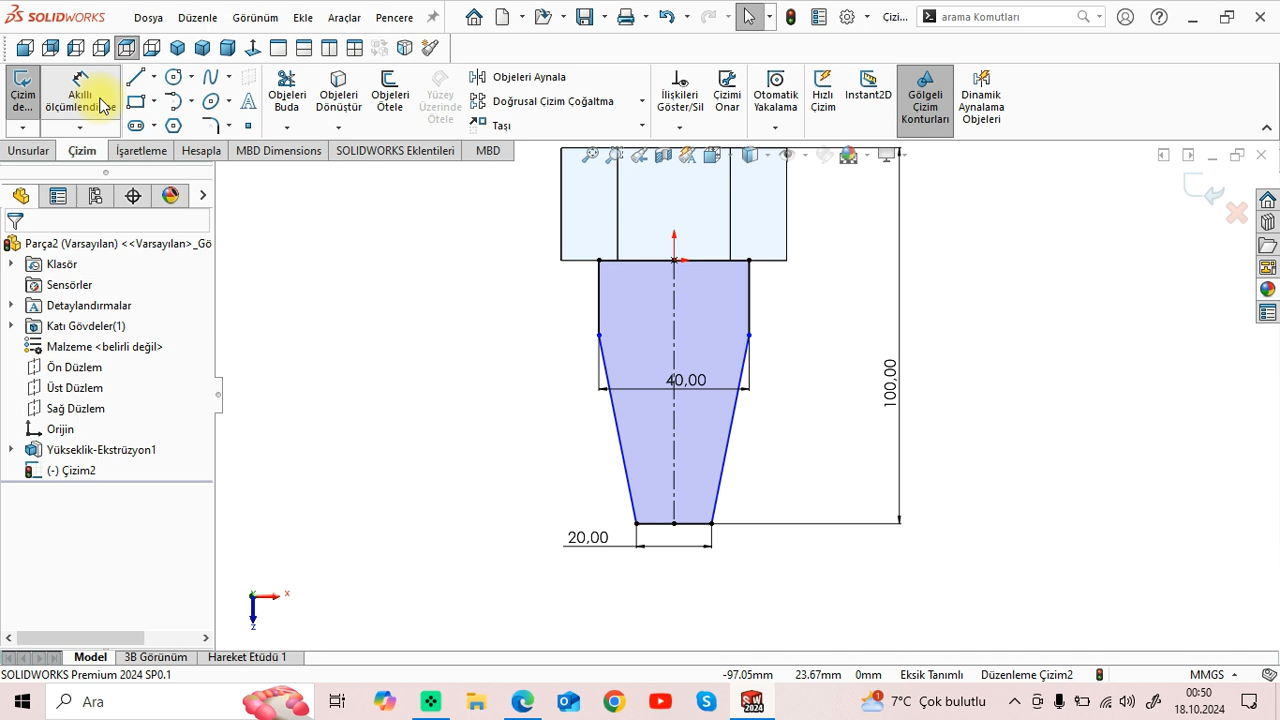 SOLIDWORKS
Dosya Düzenle Görünüm Ekle Araçlar Pencere
Çizi...
arama Komutları
Çizim de...
Akıllı ölçümlendirme
Objeleri Buda
Objeleri Dönüştür
Objeleri Ötele
Yüzey Üzerinde Ötele
Objeleri Aynala
Doğrusal Çizim Çoğaltma
Taşı
İlişkileri Göster/Sil
Çizimi Onar
Otomatik Yakalama
Hızlı Çizim
Instant2D
Gölgeli Çizim Konturları
Dinamik Aynalama Objeleri
Unsurlar Çizim İşaretleme Hesapla MBD Dimensions SOLIDWORKS Eklentileri MBD
Parça2 (Varsayılan) <<Varsayılan>_Gö
Klasör
Sensörler
Detaylandırmalar
Katı Gövdeler(1)
Malzeme <belirli değil>
Ön Düzlem
Üst Düzlem
Sağ Düzlem
Orijin
Yükseklik-Ekstrüzyon1
(-) Çizim2
40,00
100,00
20,00
x
z
Model 3B Görünüm Hareket Etüdü 1
SOLIDWORKS Premium 2024 SP0.1
-97.05mm 23.67mm 0mm Eksik Tanımlı Düzenleme Çizim2 MMGS
Ara
7°C Çok bulutlu
00:50
18.10.2024